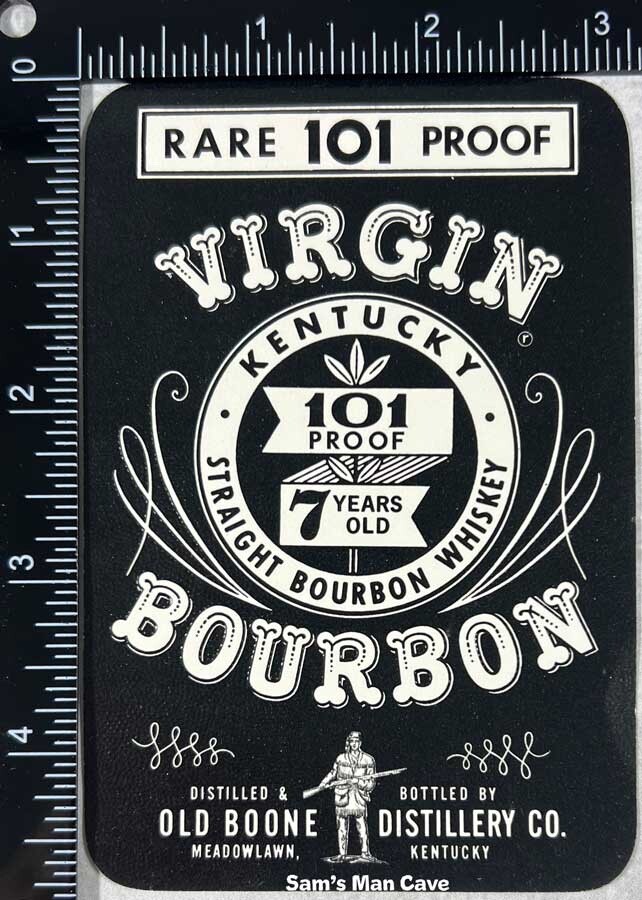 1 2 3
0
1
2
3
4
RARE 101 PROOF
VIRGIN
®
KENTUCKY
101
PROOF
7 YEARS
OLD
STRAIGHT BOURBON WHISKEY
BOURBON
DISTILLED & BOTTLED BY
OLD BOONE DISTILLERY CO.
MEADOWLAWN, KENTUCKY
Sam's Man Cave